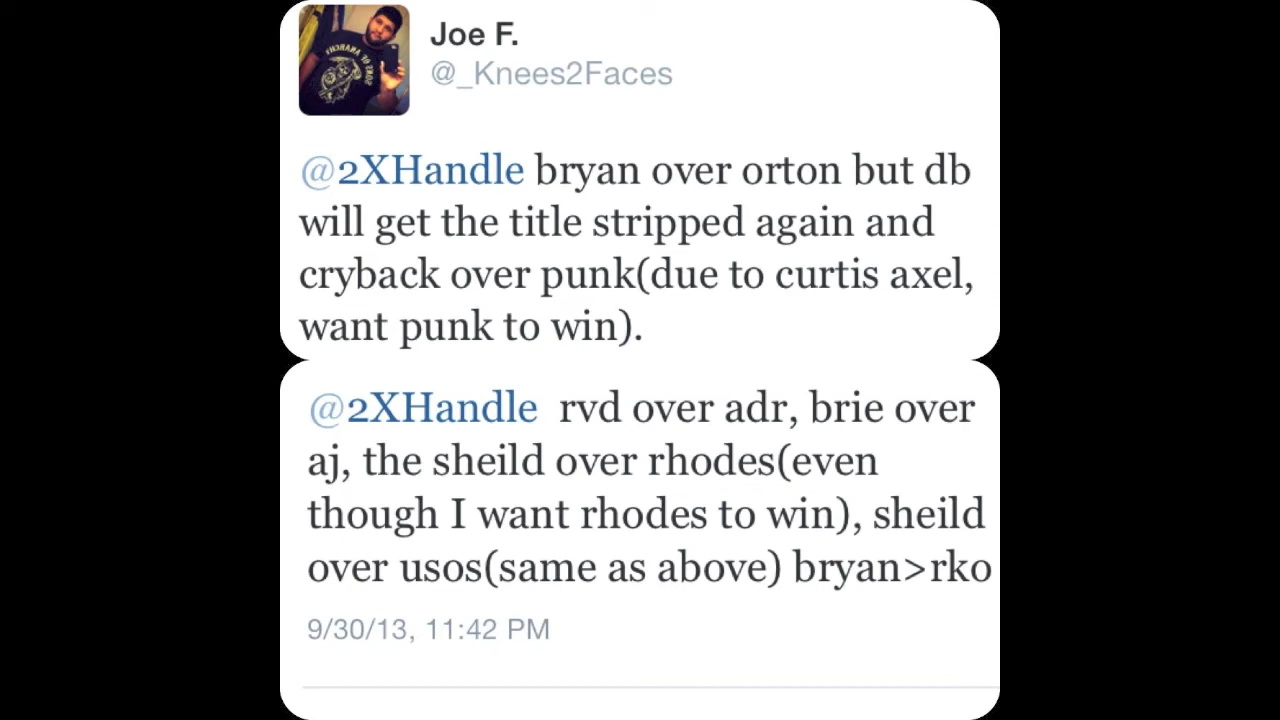 Joe F.
@_Knees2Faces
@2XHandle bryan over orton but db
will get the title stripped again and
cryback over punk(due to curtis axel,
want punk to win).
@2XHandle rvd over adr, brie over
aj, the sheild over rhodes(even
though I want rhodes to win), sheild
over usos(same as above) bryan>rko
9/30/13, 11:42 PM